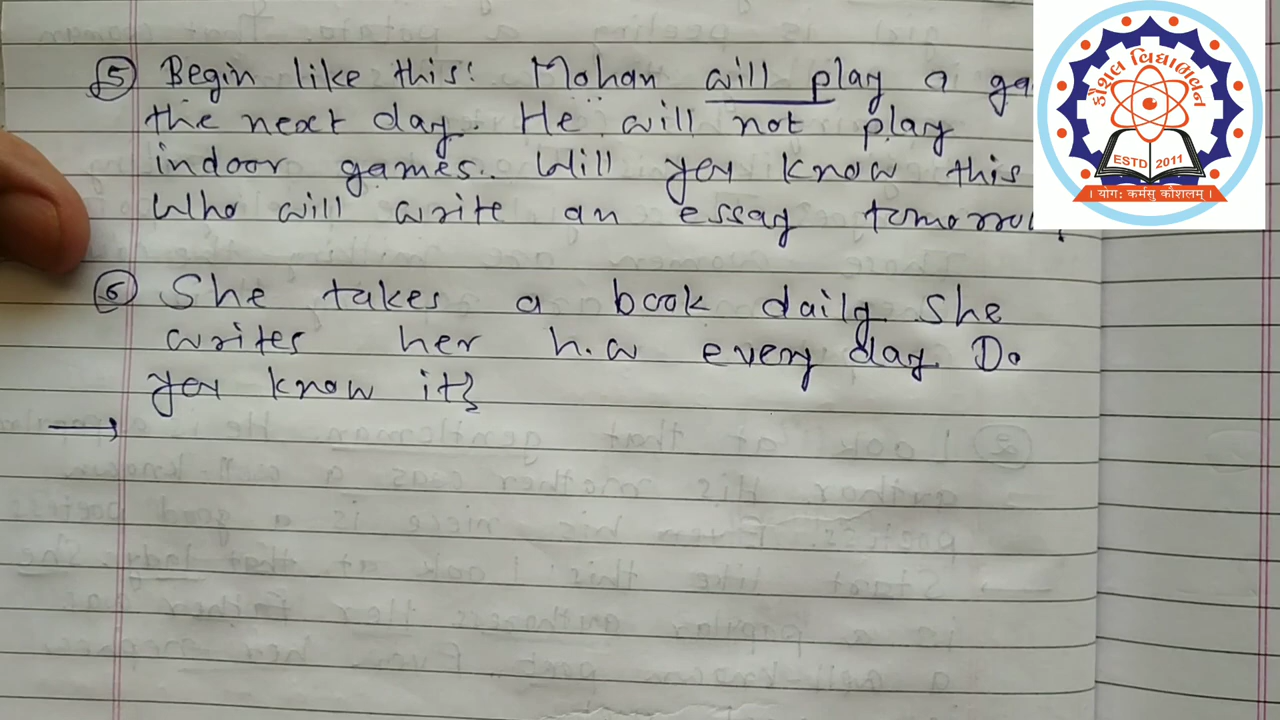 ⑤ Begin like this: Mohan will play a ga
the next day. He will not play
indoor games. Will you know this
Who will write an essay tomorrow?
⑥ She takes a book daily. She
writes her h.w every day. Do
you know it?
→
કૌશલ વિદ્યાભવન
ESTD 2011
। योगः कर्मसु कौशलम् ।